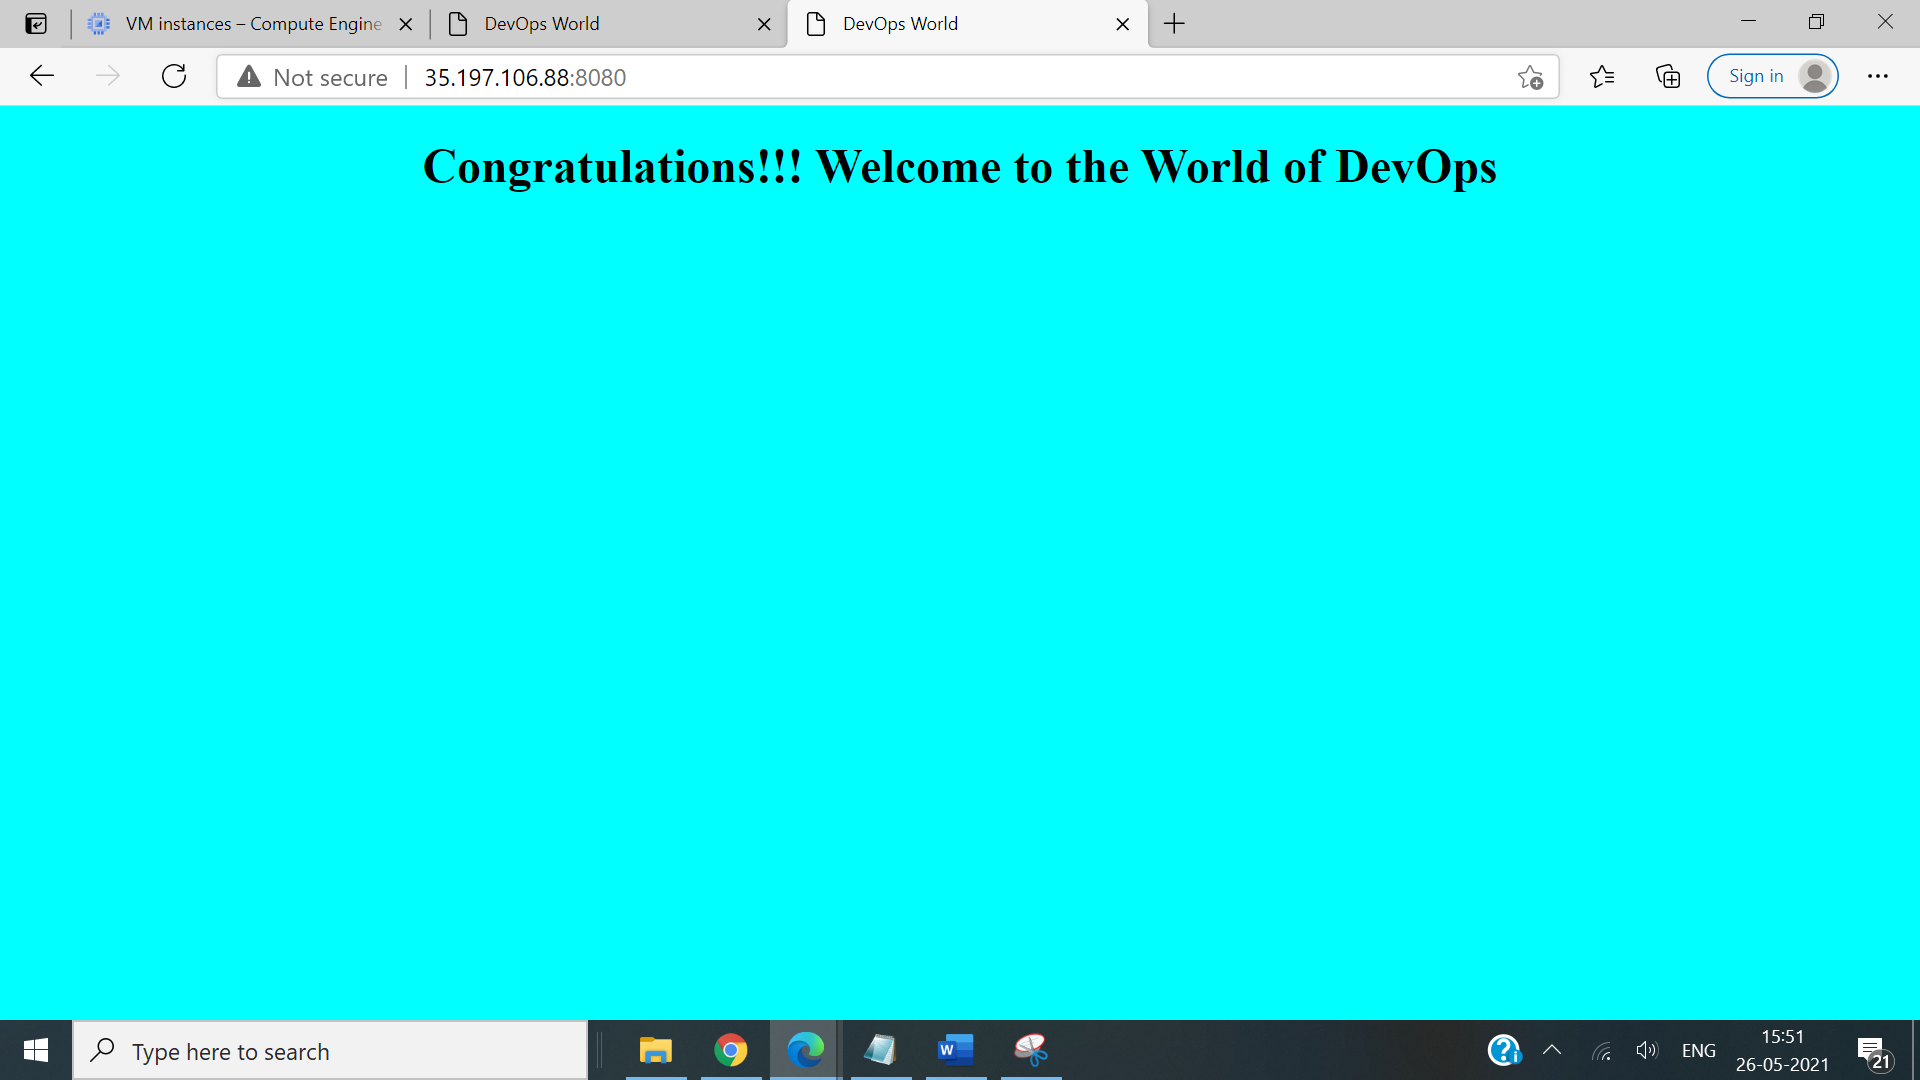 VM instances – Compute Engine
DevOps World
DevOps World
Not secure
35.197.106.88:8080
Sign in
Congratulations!!! Welcome to the World of DevOps
Type here to search
W
ENG
15:51
26-05-2021
21